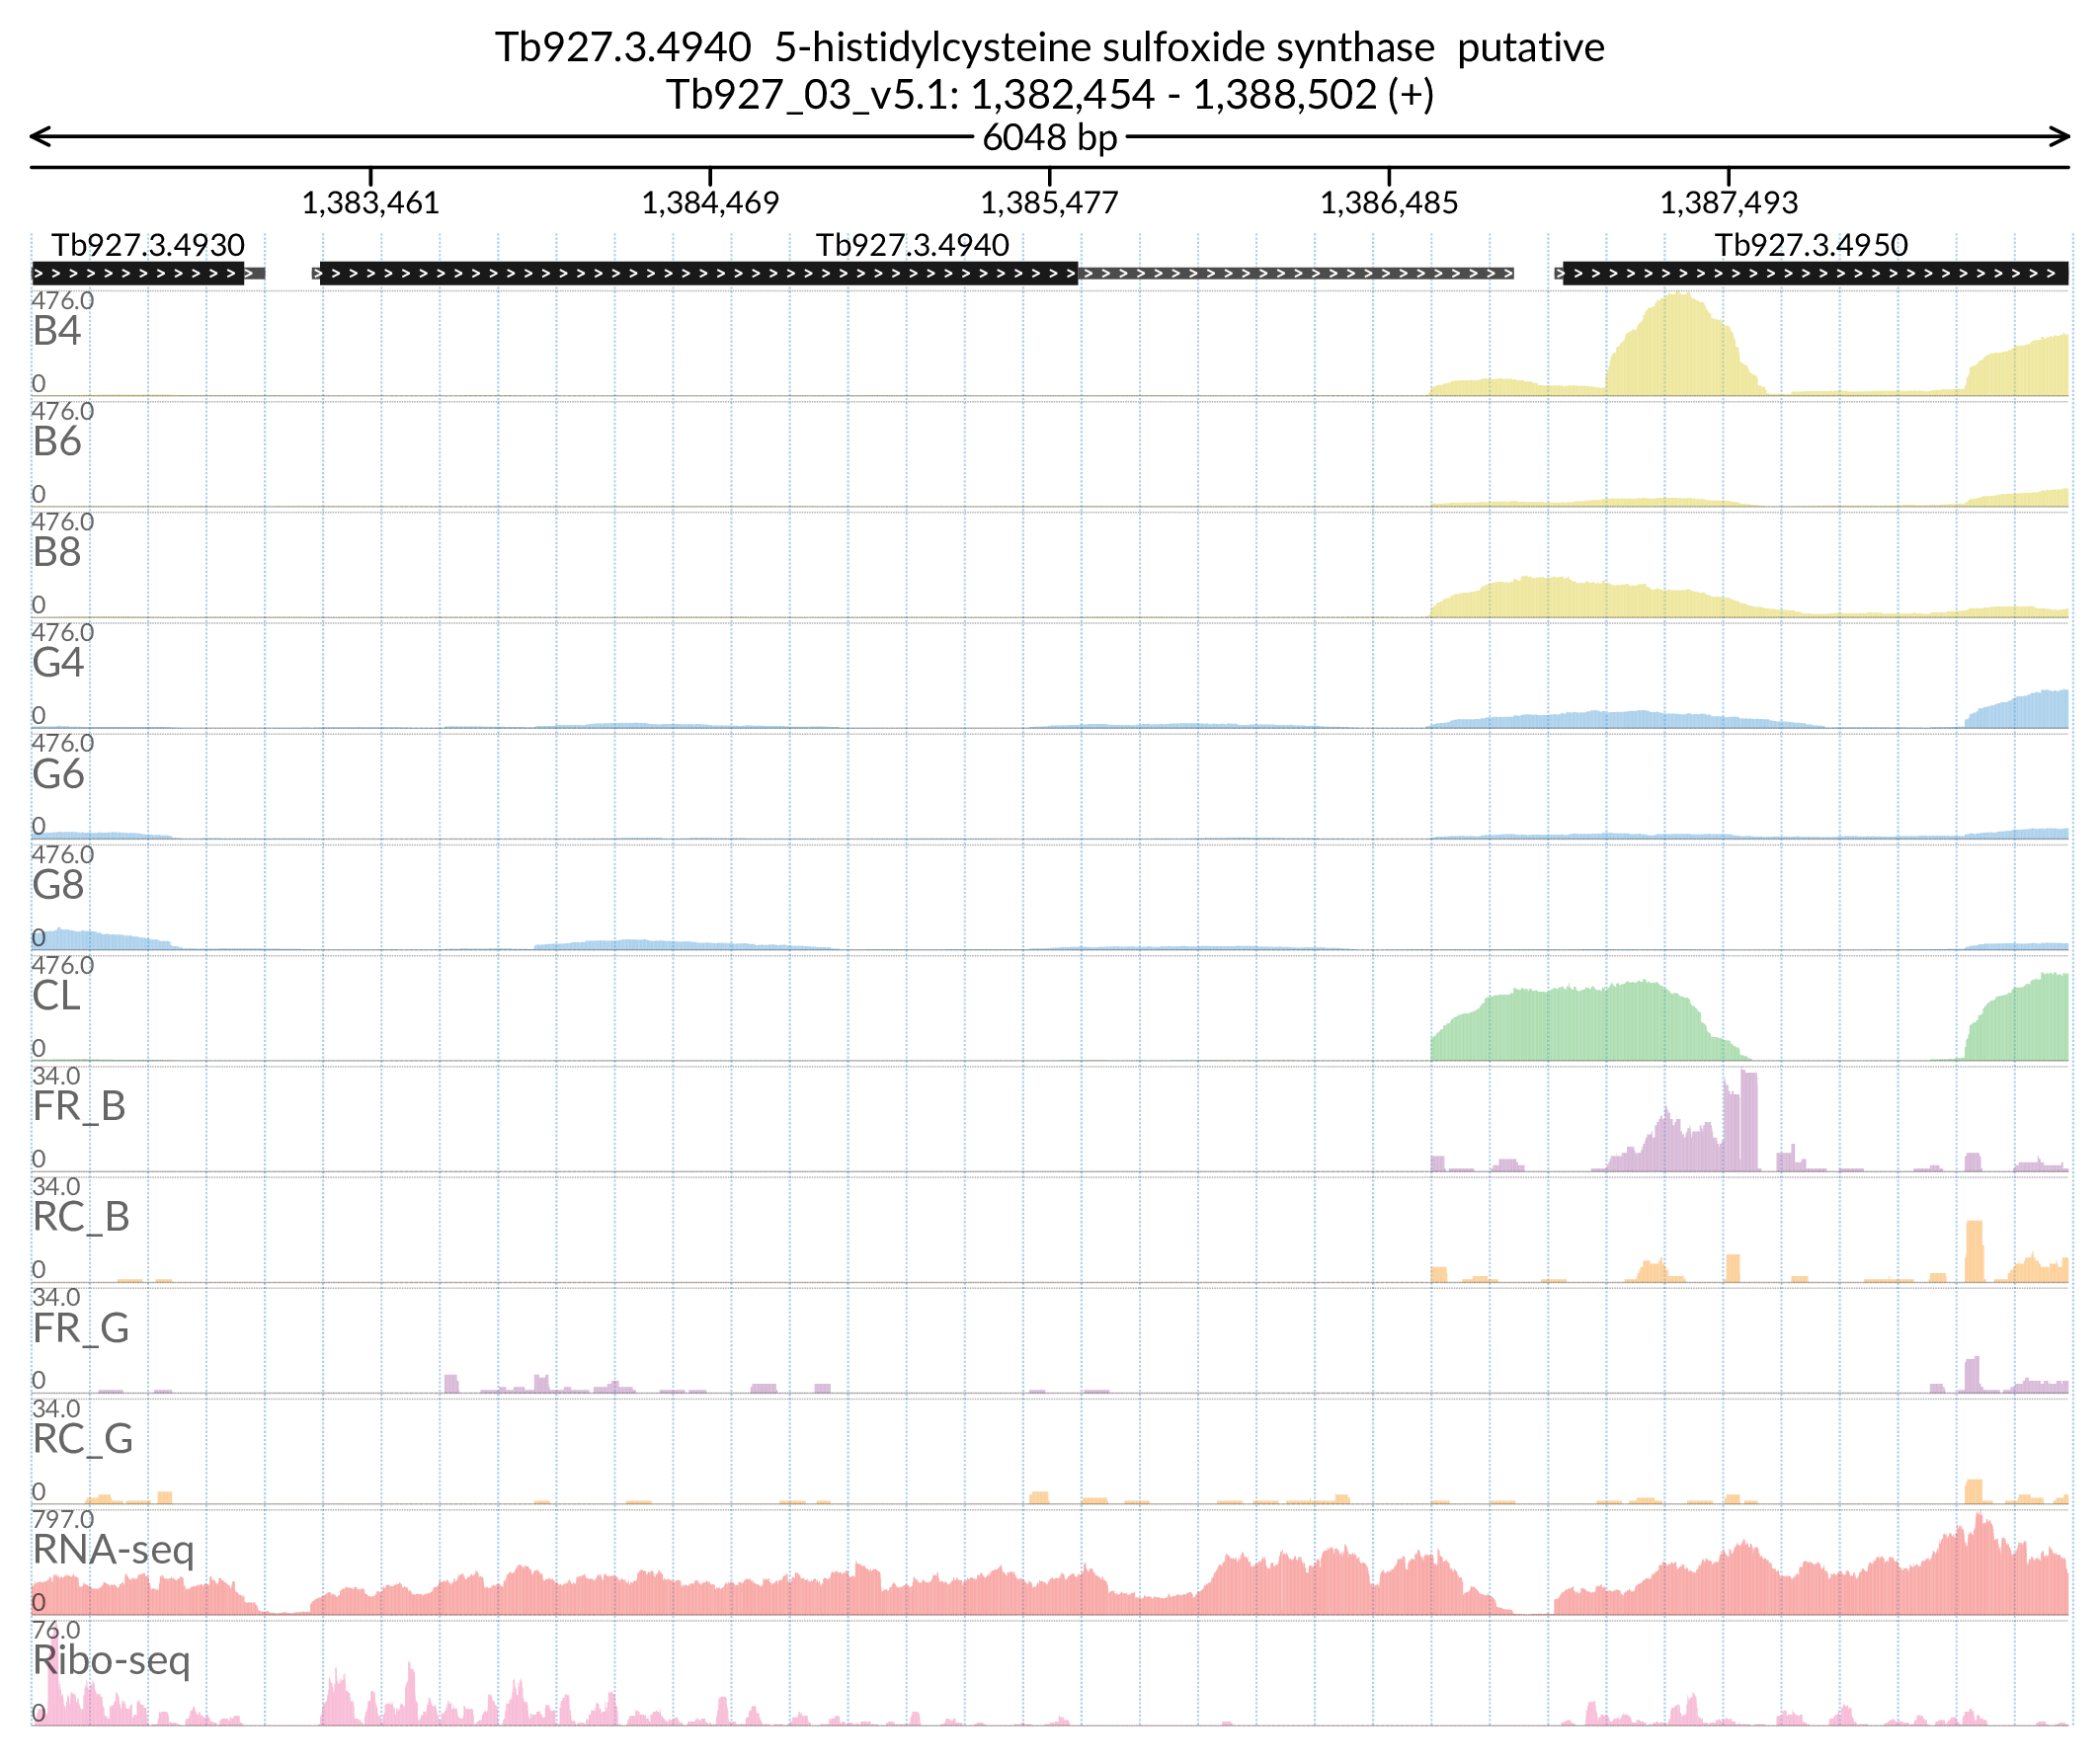 Tb927.3.4940  5-histidylcysteine sulfoxide synthase  putative
Tb927_03_v5.1: 1,382,454 - 1,388,502 (+)
6048 bp
1,383,461 1,384,469 1,385,477 1,386,485 1,387,493
Tb927.3.4930 Tb927.3.4940 Tb927.3.4950
476.0
B4
0
476.0
B6
0
476.0
B8
0
476.0
G4
0
476.0
G6
0
476.0
G8
0
476.0
CL
0
34.0
FR_B
0
34.0
RC_B
0
34.0
FR_G
0
34.0
RC_G
0
797.0
RNA-seq
0
76.0
Ribo-seq
0